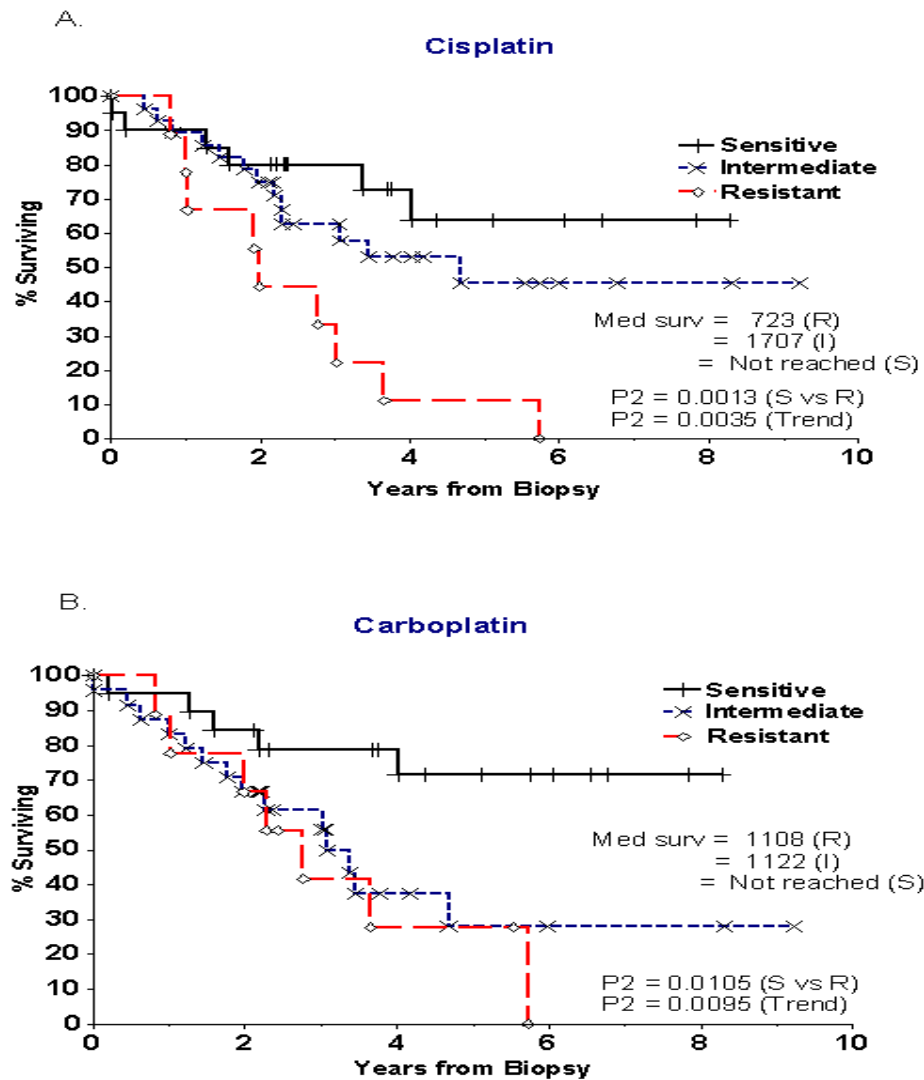 A.
Cisplatin
100
90
80
70
60
50
40
30
20
10
0
% Surviving
Sensitive
Intermediate
Resistant
Med surv = 723 (R)
= 1707 (I)
= Not reached (S)
P2 = 0.0013 (S vs R)
P2 = 0.0035 (Trend)
0 2 4 6 8 10
Years from Biopsy
B.
Carboplatin
100
90
80
70
60
50
40
30
20
10
0
% Surviving
Sensitive
Intermediate
Resistant
Med surv = 1108 (R)
= 1122 (I)
= Not reached (S)
P2 = 0.0105 (S vs R)
P2 = 0.0095 (Trend)
0 2 4 6 8 10
Years from Biopsy